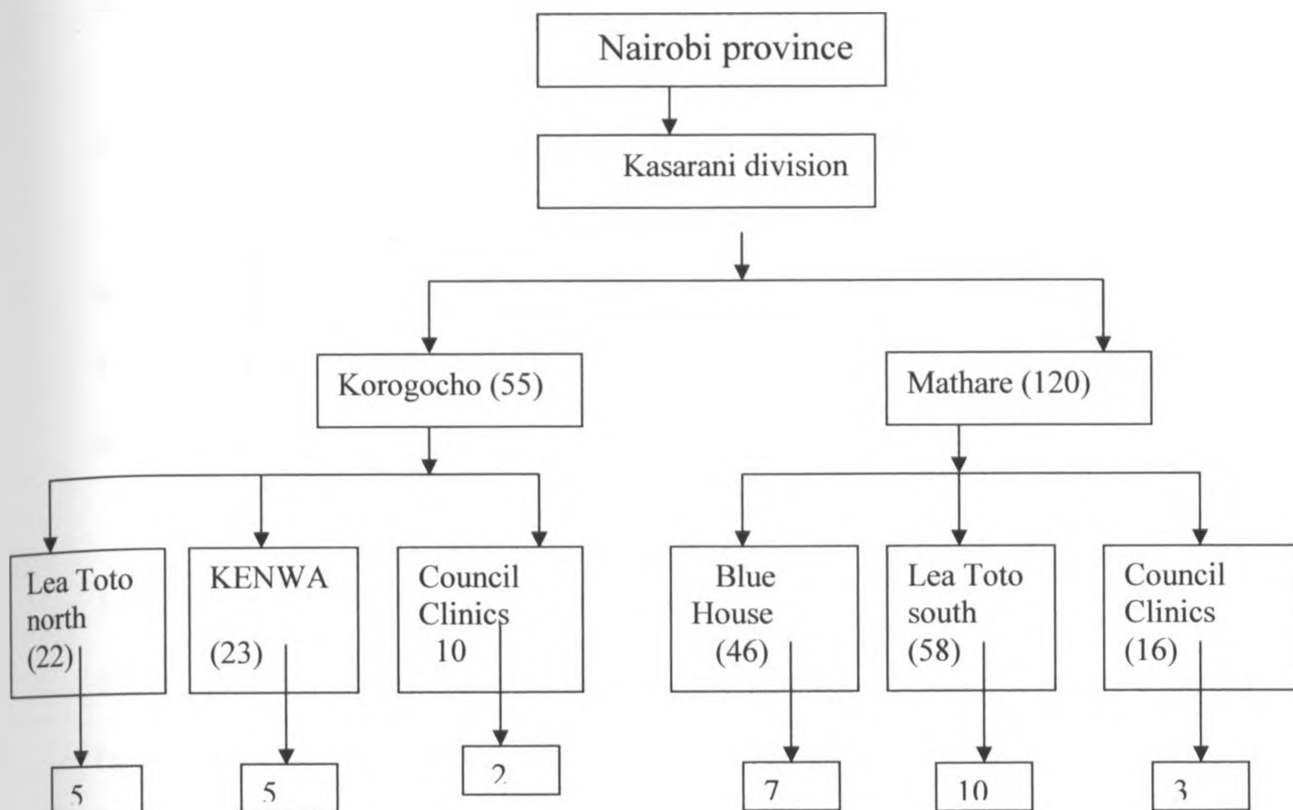 Nairobi province
Kasarani division
Korogocho (55)
Mathare (120)
Lea Toto
north
(22)
KENWA
(23)
Council
Clinics
10
Blue
House
(46)
Lea Toto
south
(58)
Council
Clinics
(16)
5
5
2
7
10
3